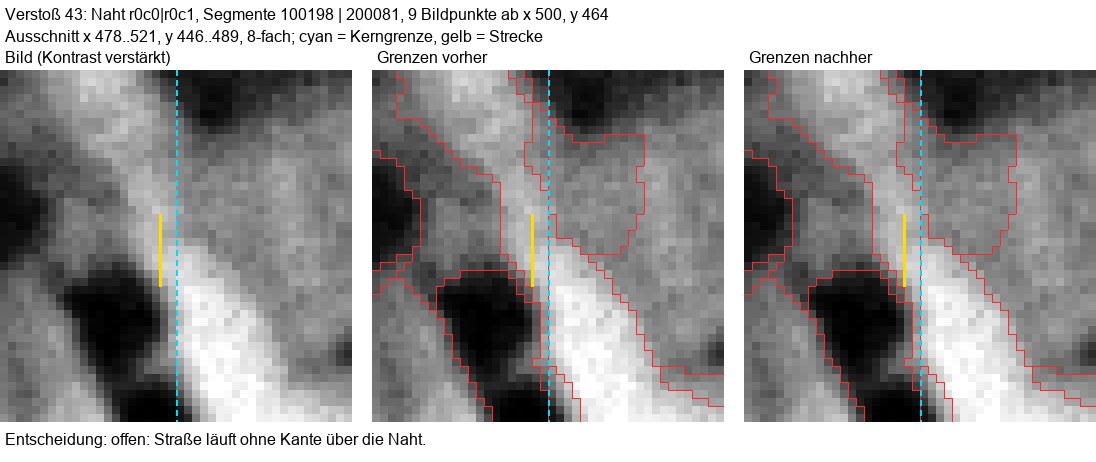 Verstoß 43: Naht r0c0|r0c1, Segmente 100198 | 200081, 9 Bildpunkte ab x 500, y 464
Ausschnitt x 478..521, y 446..489, 8-fach; cyan = Kerngrenze, gelb = Strecke
Bild (Kontrast verstärkt)
Grenzen vorher
Grenzen nachher
Entscheidung: offen: Straße läuft ohne Kante über die Naht.